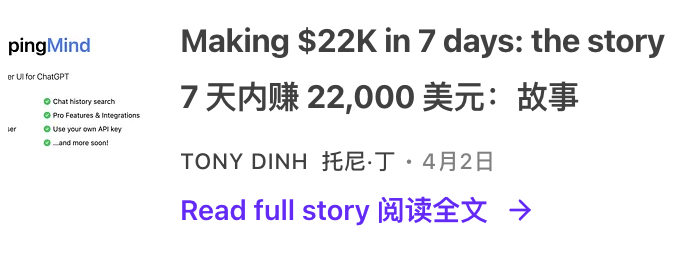 pingMind
Making $22K in 7 days: the story
er UI for ChatGPT
7 天内赚 22,000 美元：故事
Chat history search
Pro Features & Integrations
Use your own API key
...and more soon!
TONY DINH 托尼·丁 • 4月2日
Read full story 阅读全文 →